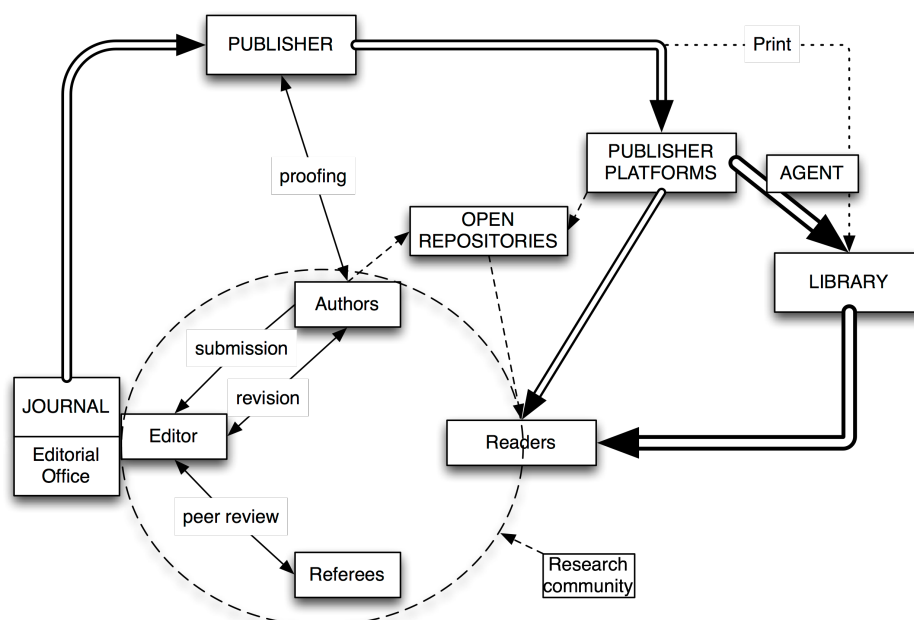 PUBLISHER
Print
proofing
PUBLISHER
PLATFORMS
AGENT
OPEN
REPOSITORIES
LIBRARY
Authors
submission
revision
JOURNAL
Editorial
Office
Editor
Readers
peer review
Referees
Research
community